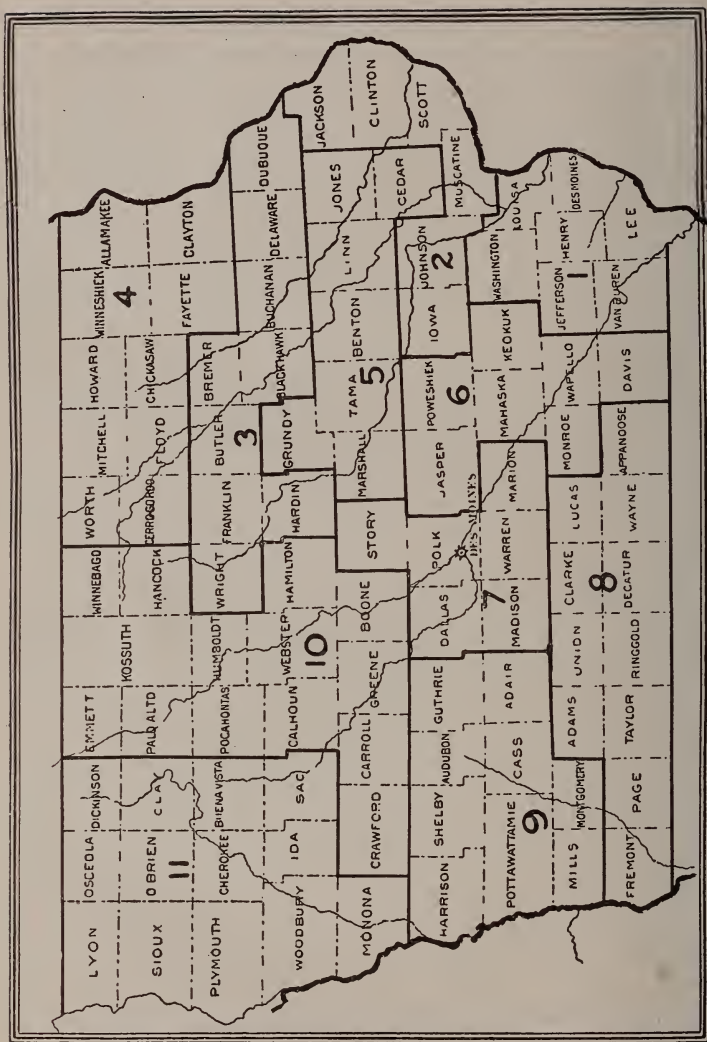 LYON
OSCEOLA
DICKINSON
EMMETT
WINNEBAGO
WORTH
MITCHELL
HOWARD
MINNESHIEK
ALLAMAKEE
4
SIOUX
OBRIEN
CLAY
PALO ALTO
KOSSUTH
HANCOCK
CERROGORDO
FLOYD
CHICKASAW
FAYETTE
CLAYTON
11
PLYMOUTH
CHEROKEE
BUENAVISTA
POCAHONTAS
HUMBOLDT
WRIGHT
FRANKLIN
BUTLER
BREMER
3
WOODBURY
IDA
SAC
CALHOUN
WEBSTER
HAMILTON
HARDIN
GRUNDY
BLACKHAWK
BUCHANAN
DELAWARE
DUBUQUE
10
MONONA
CRAWFORD
CARROLL
GREENE
BOONE
STORY
MARSHALL
TAMA
BENTON
LINN
JONES
JACKSON
5
CLINTON
HARRISON
SHELBY
AUDUBON
GUTHRIE
DALLAS
POLK
JASPER
POWESHIEK
IOWA
JOHNSON
CEDAR
SCOTT
6
2
MUSCATINE
DES MOINES
POTTAWATTAMIE
CASS
ADAIR
MADISON
WARREN
MARION
MAHASKA
KEOKUK
WASHINGTON
LOUISA
9
7
MILLS
MONTGOMERY
ADAMS
UNION
CLARKE
LUCAS
MONROE
WAPELLO
JEFFERSON
HENRY
DESMOINES
8
1
FREMONT
PAGE
TAYLOR
RINGGOLD
DECATUR
WAYNE
APPANOOSE
DAVIS
VAN BUREN
LEE